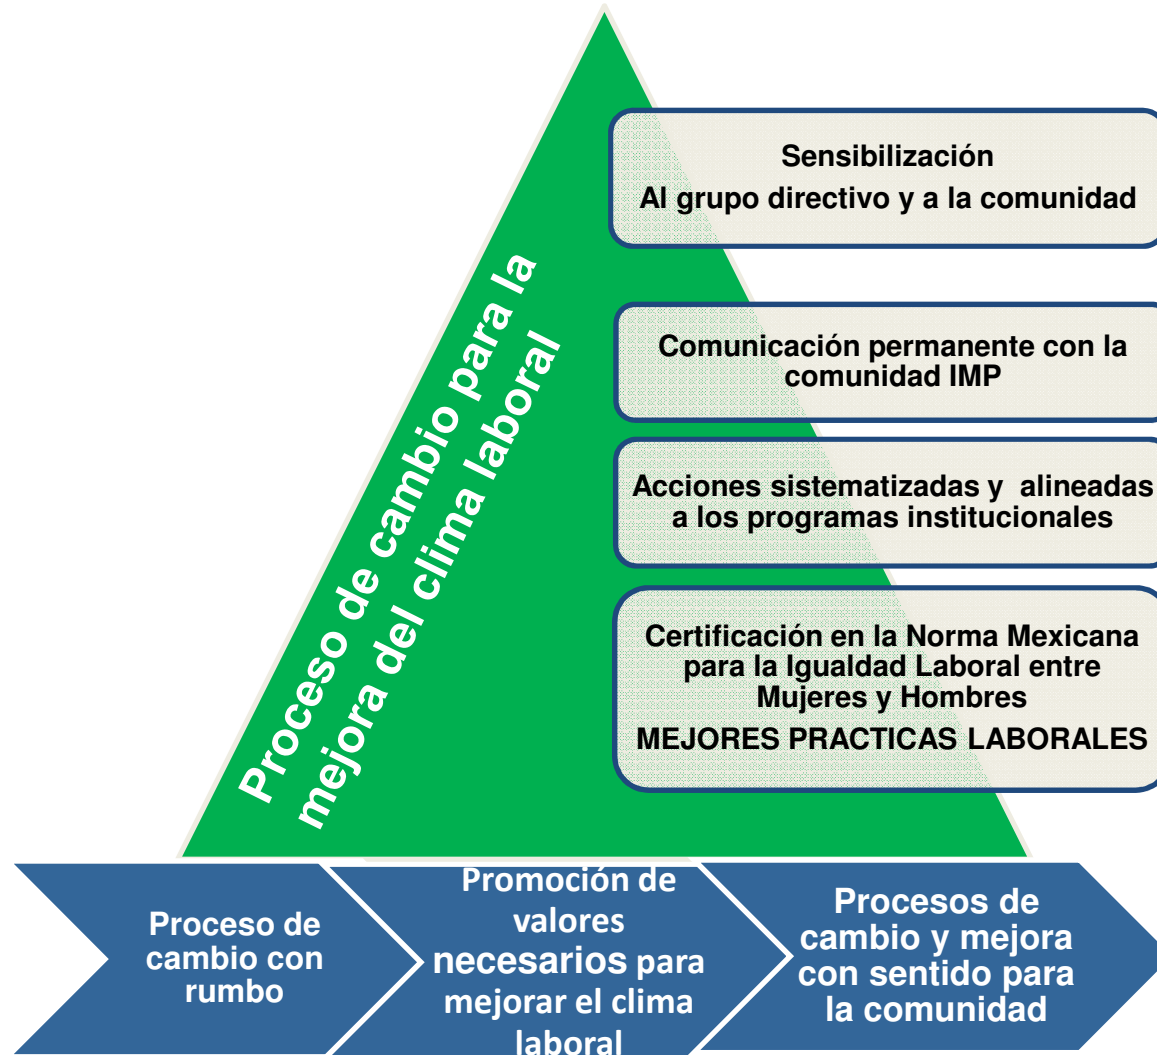 Proceso de cambio para la
mejora del clima laboral
Sensibilización
Al grupo directivo y a la comunidad
Comunicación permanente con la
comunidad IMP
Acciones sistematizadas y alineadas
a los programas institucionales
Certificación en la Norma Mexicana
para la Igualdad Laboral entre
Mujeres y Hombres
MEJORES PRACTICAS LABORALES
Proceso de
cambio con
rumbo
Promoción de
valores
necesarios para
mejorar el clima
laboral
Procesos de
cambio y mejora
con sentido para
la comunidad